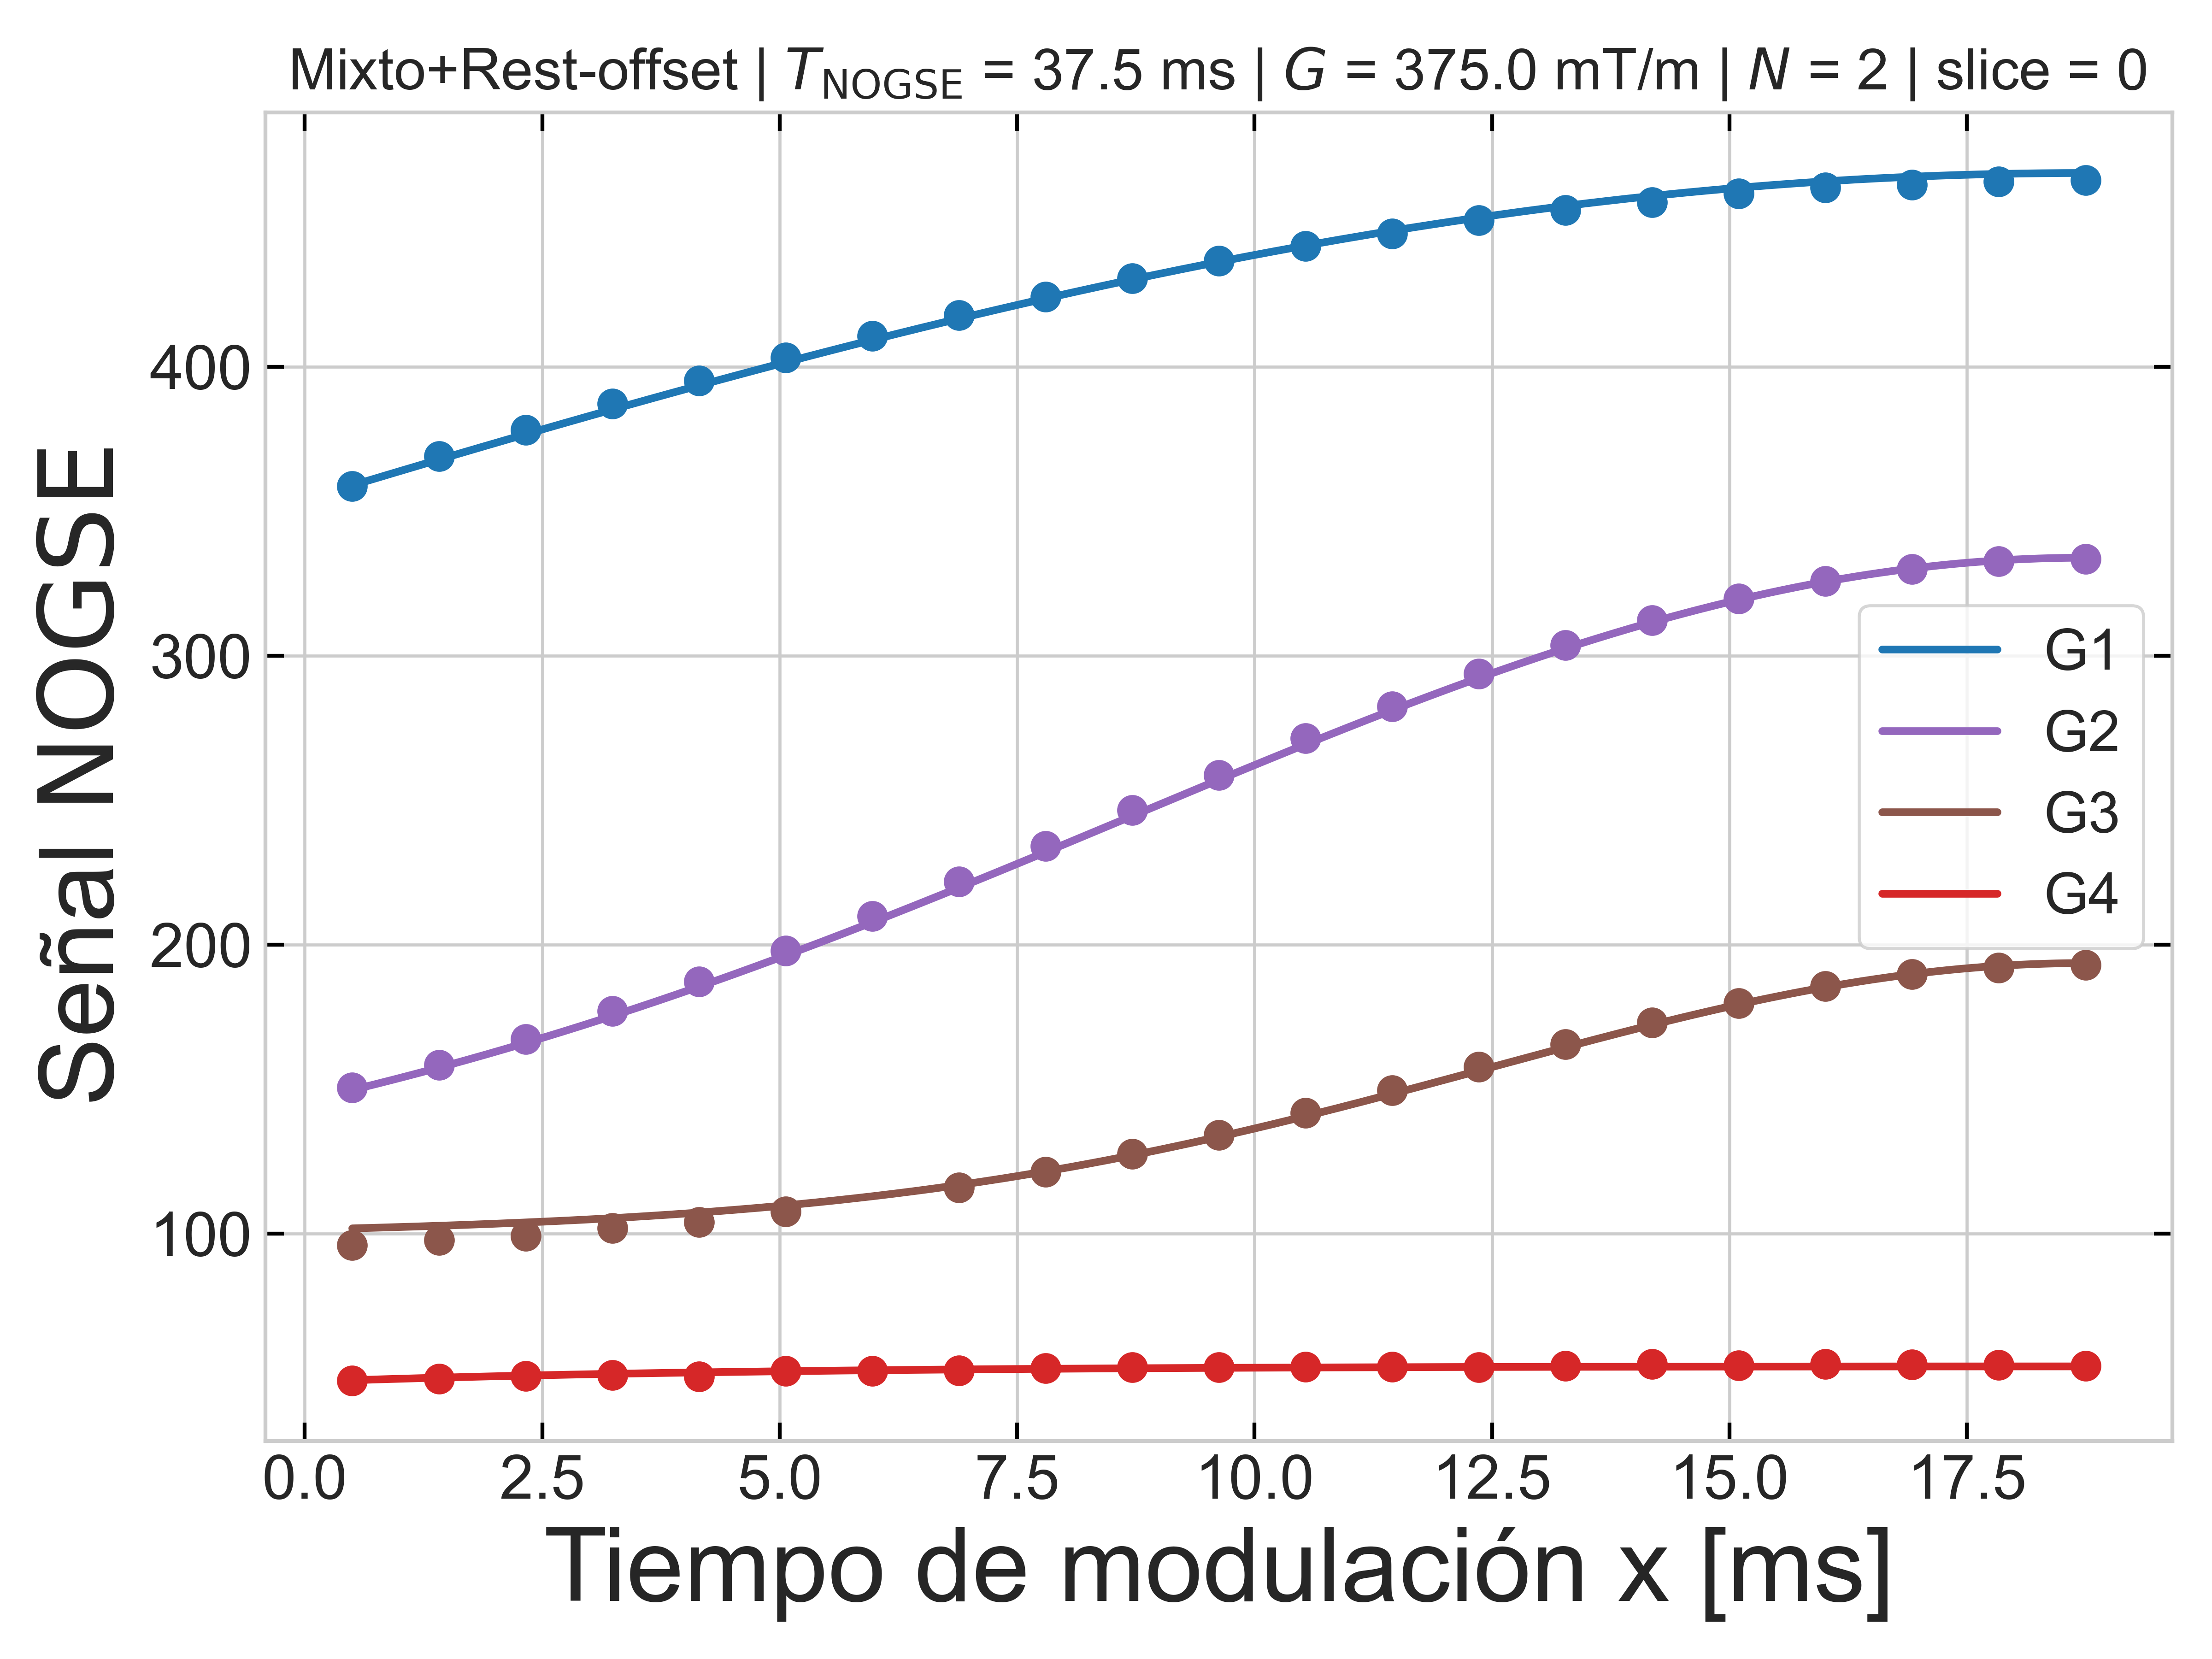 Mixto+Rest-offset | T_NOGSE = 37.5 ms | G = 375.0 mT/m | N = 2 | slice = 0
Señal NOGSE
400
300
200
100
G1
G2
G3
G4
0.0 2.5 5.0 7.5 10.0 12.5 15.0 17.5
Tiempo de modulación x [ms]